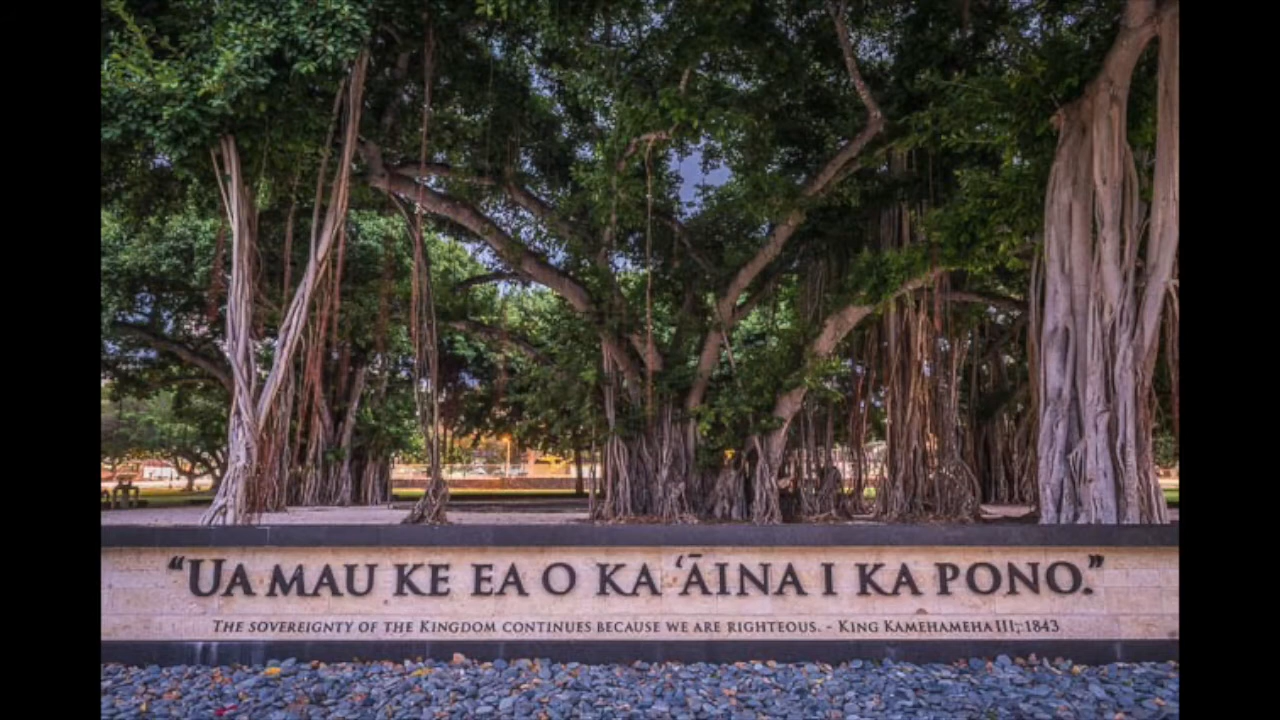 “UA MAU KE EA O KA ‘ĀINA I KA PONO.”
THE SOVEREIGNTY OF THE KINGDOM CONTINUES BECAUSE WE ARE RIGHTEOUS. - KING KAMEHAMEHA III, 1843